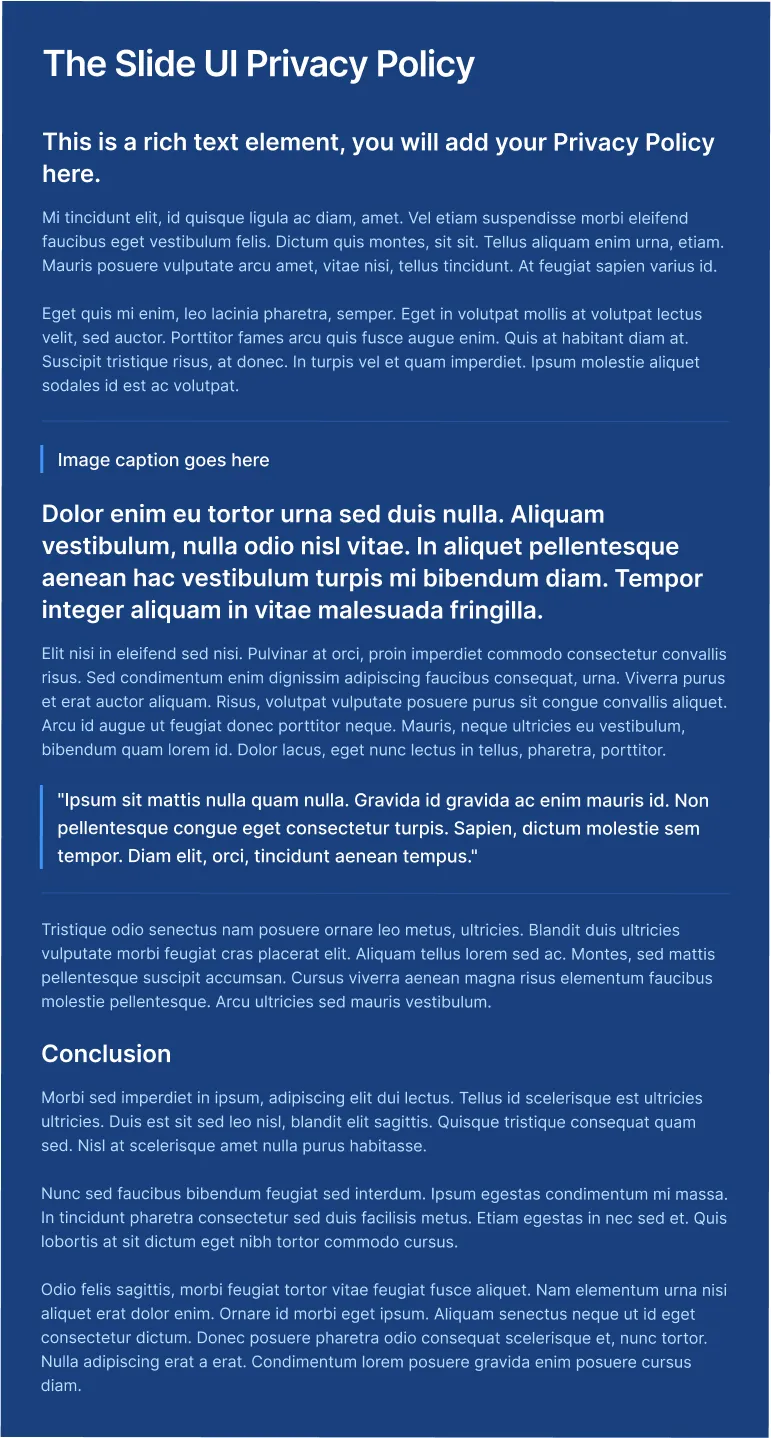 The Slide UI Privacy Policy
This is a rich text element, you will add your Privacy Policy
here.
Mi tincidunt elit, id quisque ligula ac diam, amet. Vel etiam suspendisse morbi eleifend
faucibus eget vestibulum felis. Dictum quis montes, sit sit. Tellus aliquam enim urna, etiam.
Mauris posuere vulputate arcu amet, vitae nisi, tellus tincidunt. At feugiat sapien varius id.
Eget quis mi enim, leo lacinia pharetra, semper. Eget in volutpat mollis at volutpat lectus
velit, sed auctor. Porttitor fames arcu quis fusce augue enim. Quis at habitant diam at.
Suscipit tristique risus, at donec. In turpis vel et quam imperdiet. Ipsum molestie aliquet
sodales id est ac volutpat.
Image caption goes here
Dolor enim eu tortor urna sed duis nulla. Aliquam
vestibulum, nulla odio nisl vitae. In aliquet pellentesque
aenean hac vestibulum turpis mi bibendum diam. Tempor
integer aliquam in vitae malesuada fringilla.
Elit nisi in eleifend sed nisi. Pulvinar at orci, proin imperdiet commodo consectetur convallis
risus. Sed condimentum enim dignissim adipiscing faucibus consequat, urna. Viverra purus
et erat auctor aliquam. Risus, volutpat vulputate posuere purus sit congue convallis aliquet.
Arcu id augue ut feugiat donec porttitor neque. Mauris, neque ultricies eu vestibulum,
bibendum quam lorem id. Dolor lacus, eget nunc lectus in tellus, pharetra, porttitor.
"Ipsum sit mattis nulla quam nulla. Gravida id gravida ac enim mauris id. Non
pellentesque congue eget consectetur turpis. Sapien, dictum molestie sem
tempor. Diam elit, orci, tincidunt aenean tempus."
Tristique odio senectus nam posuere ornare leo metus, ultricies. Blandit duis ultricies
vulputate morbi feugiat cras placerat elit. Aliquam tellus lorem sed ac. Montes, sed mattis
pellentesque suscipit accumsan. Cursus viverra aenean magna risus elementum faucibus
molestie pellentesque. Arcu ultricies sed mauris vestibulum.
Conclusion
Morbi sed imperdiet in ipsum, adipiscing elit dui lectus. Tellus id scelerisque est ultricies
ultricies. Duis est sit sed leo nisl, blandit elit sagittis. Quisque tristique consequat quam
sed. Nisl at scelerisque amet nulla purus habitasse.
Nunc sed faucibus bibendum feugiat sed interdum. Ipsum egestas condimentum mi massa.
In tincidunt pharetra consectetur sed duis facilisis metus. Etiam egestas in nec sed et. Quis
lobortis at sit dictum eget nibh tortor commodo cursus.
Odio felis sagittis, morbi feugiat tortor vitae feugiat fusce aliquet. Nam elementum urna nisi
aliquet erat dolor enim. Ornare id morbi eget ipsum. Aliquam senectus neque ut id eget
consectetur dictum. Donec posuere pharetra odio consequat scelerisque et, nunc tortor.
Nulla adipiscing erat a erat. Condimentum lorem posuere gravida enim posuere cursus
diam.